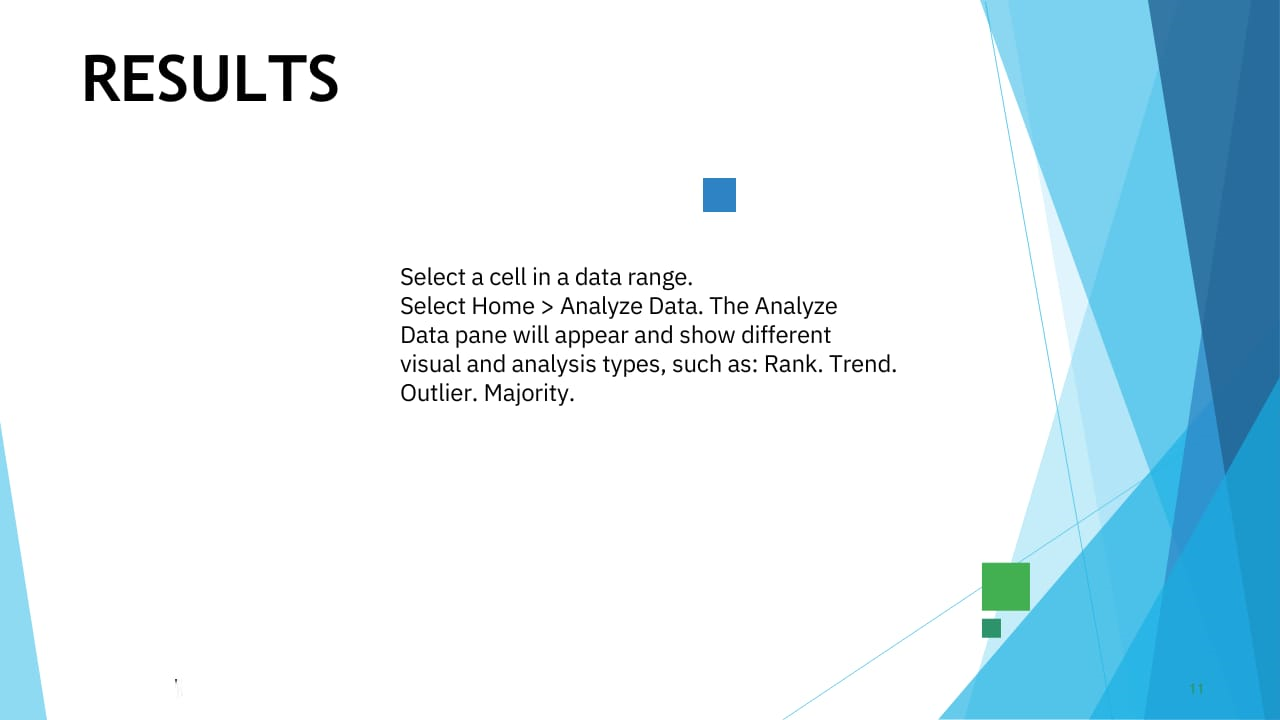 RESULTS
Select a cell in a data range.
Select Home > Analyze Data. The Analyze
Data pane will appear and show different
visual and analysis types, such as: Rank. Trend.
Outlier. Majority.
11